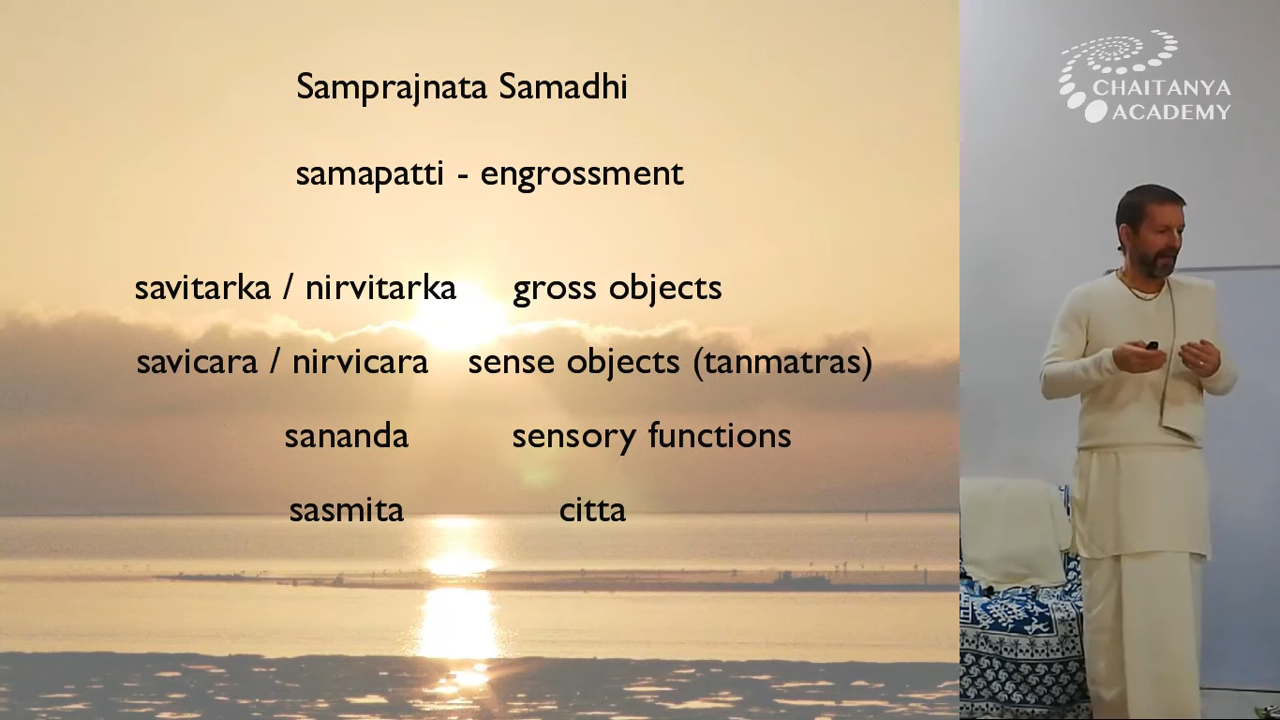 Samprajnata Samadhi
samapatti - engrossment
savitarka / nirvitarka gross objects
savicara / nirvicara sense objects (tanmatras)
sananda sensory functions
sasmita citta
CHAITANYA
ACADEMY